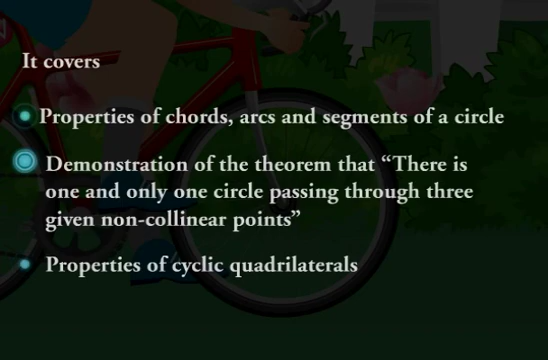 It covers
Properties of chords, arcs and segments of a circle
Demonstration of the theorem that “There is
one and only one circle passing through three
given non-collinear points”
Properties of cyclic quadrilaterals